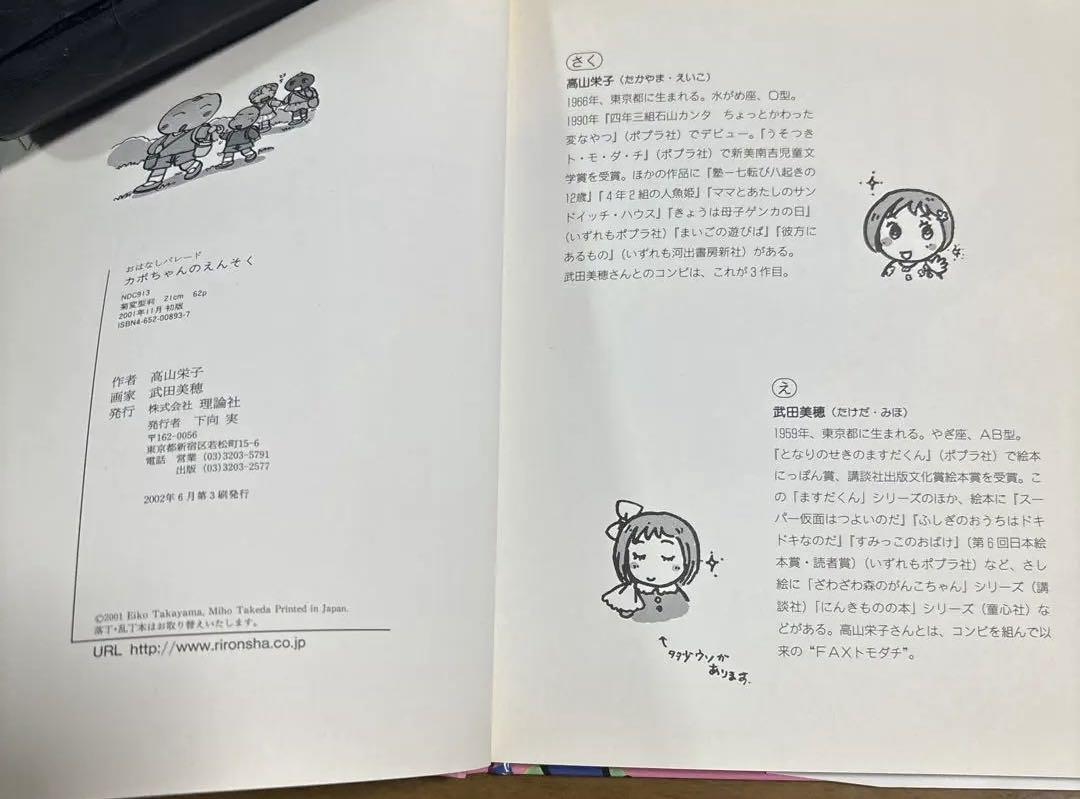 おはなしパレード
カボちゃんのえんそく
NDC913
菊変型判 21cm 62p
2001年11月 初版
ISBN4-652-00893-7
作者 高山栄子
画家 武田美穂
発行 株式会社 理論社
発行者 下向 実
〒162-0056
東京都新宿区若松町15-6
電話 営業 (03)3203-5791
出版 (03)3203-2577
2002年6月第3刷発行
©2001 Eiko Takayama, Miho Takeda Printed in Japan.
落丁・乱丁本はお取り替えいたします。
URL http://www.rironsha.co.jp
さく
高山栄子(たかやま・えいこ)
1966年、東京都に生まれる。水がめ座、O型。
1990年『四年三組石山カンタ ちょっとかわった
変なやつ』(ポプラ社)でデビュー。『うそつき
ト・モ・ダ・チ』(ポプラ社)で新美南吉児童文
学賞を受賞。ほかの作品に『塾一七転び八起きの
12歳』『4年2組の人魚姫』『ママとあたしのサン
ドイッチ・ハウス』『きょうは母子ゲンカの日』
(いずれもポプラ社)『まいごの遊びば』『彼方に
あるもの』(いずれも河出書房新社)がある。
武田美穂さんとのコンビは、これが3作目。
え
武田美穂(たけだ・みほ)
1959年、東京都に生まれる。やぎ座、AB型。
『となりのせきのますだくん』(ポプラ社)で絵本
にっぽん賞、講談社出版文化賞絵本賞を受賞。こ
の「ますだくん」シリーズのほか、絵本に『スー
パー仮面はつよいのだ』『ふしぎのおうちはドキ
ドキなのだ』『すみっこのおばけ』(第6回日本絵
本賞・読者賞)(いずれもポプラ社)など、さし
絵に「ざわざわ森のがんこちゃん」シリーズ(講
談社)「にんきものの本」シリーズ(童心社)な
どがある。高山栄子さんとは、コンビを組んで以
来の“FAXトモダチ”。
↑
ウソが
あります。